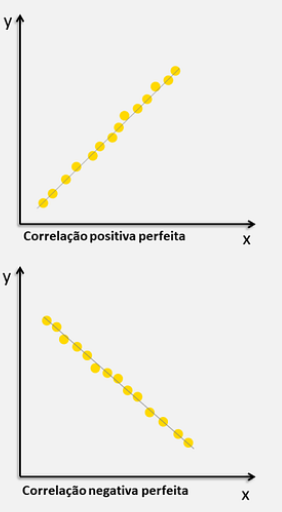 y
Correlação positiva perfeita
x
y
Correlação negativa perfeita
x